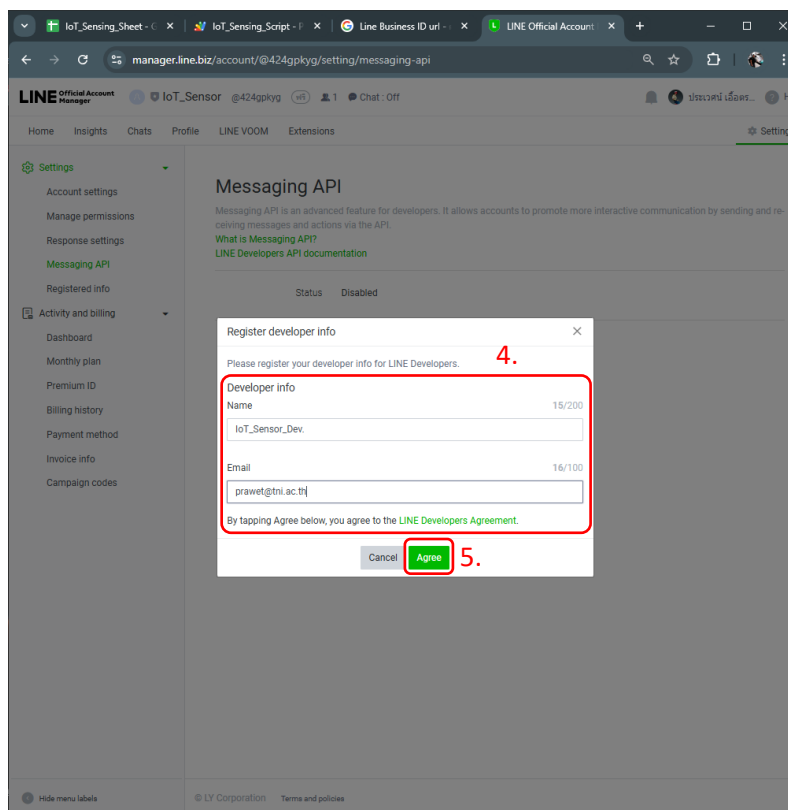 IoT_Sensing_Sheet - G
IoT_Sensing_Script - P
Line Business ID url -
LINE Official Account
manager.line.biz/account/@424gpkyg/setting/messaging-api
LINE Official Account Manager
IoT_Sensor @424gpkyg 1 Chat : Off
Home Insights Chats Profile LINE VOOM Extensions Setting
Settings
Account settings
Manage permissions
Response settings
Messaging API
Registered info
Activity and billing
Dashboard
Monthly plan
Premium ID
Billing history
Payment method
Invoice info
Campaign codes
Messaging API
Messaging API is an advanced feature for developers. It allows accounts to promote more interactive communication by sending and re-
ceiving messages and actions via the API.
What is Messaging API?
LINE Developers API documentation
Status Disabled
Register developer info
Please register your developer info for LINE Developers.
4.
Developer info
Name 15/200
IoT_Sensor_Dev.
Email 16/100
prawet@tni.ac.th
By tapping Agree below, you agree to the LINE Developers Agreement.
Cancel Agree 5.
Hide menu labels
© LY Corporation Terms and policies